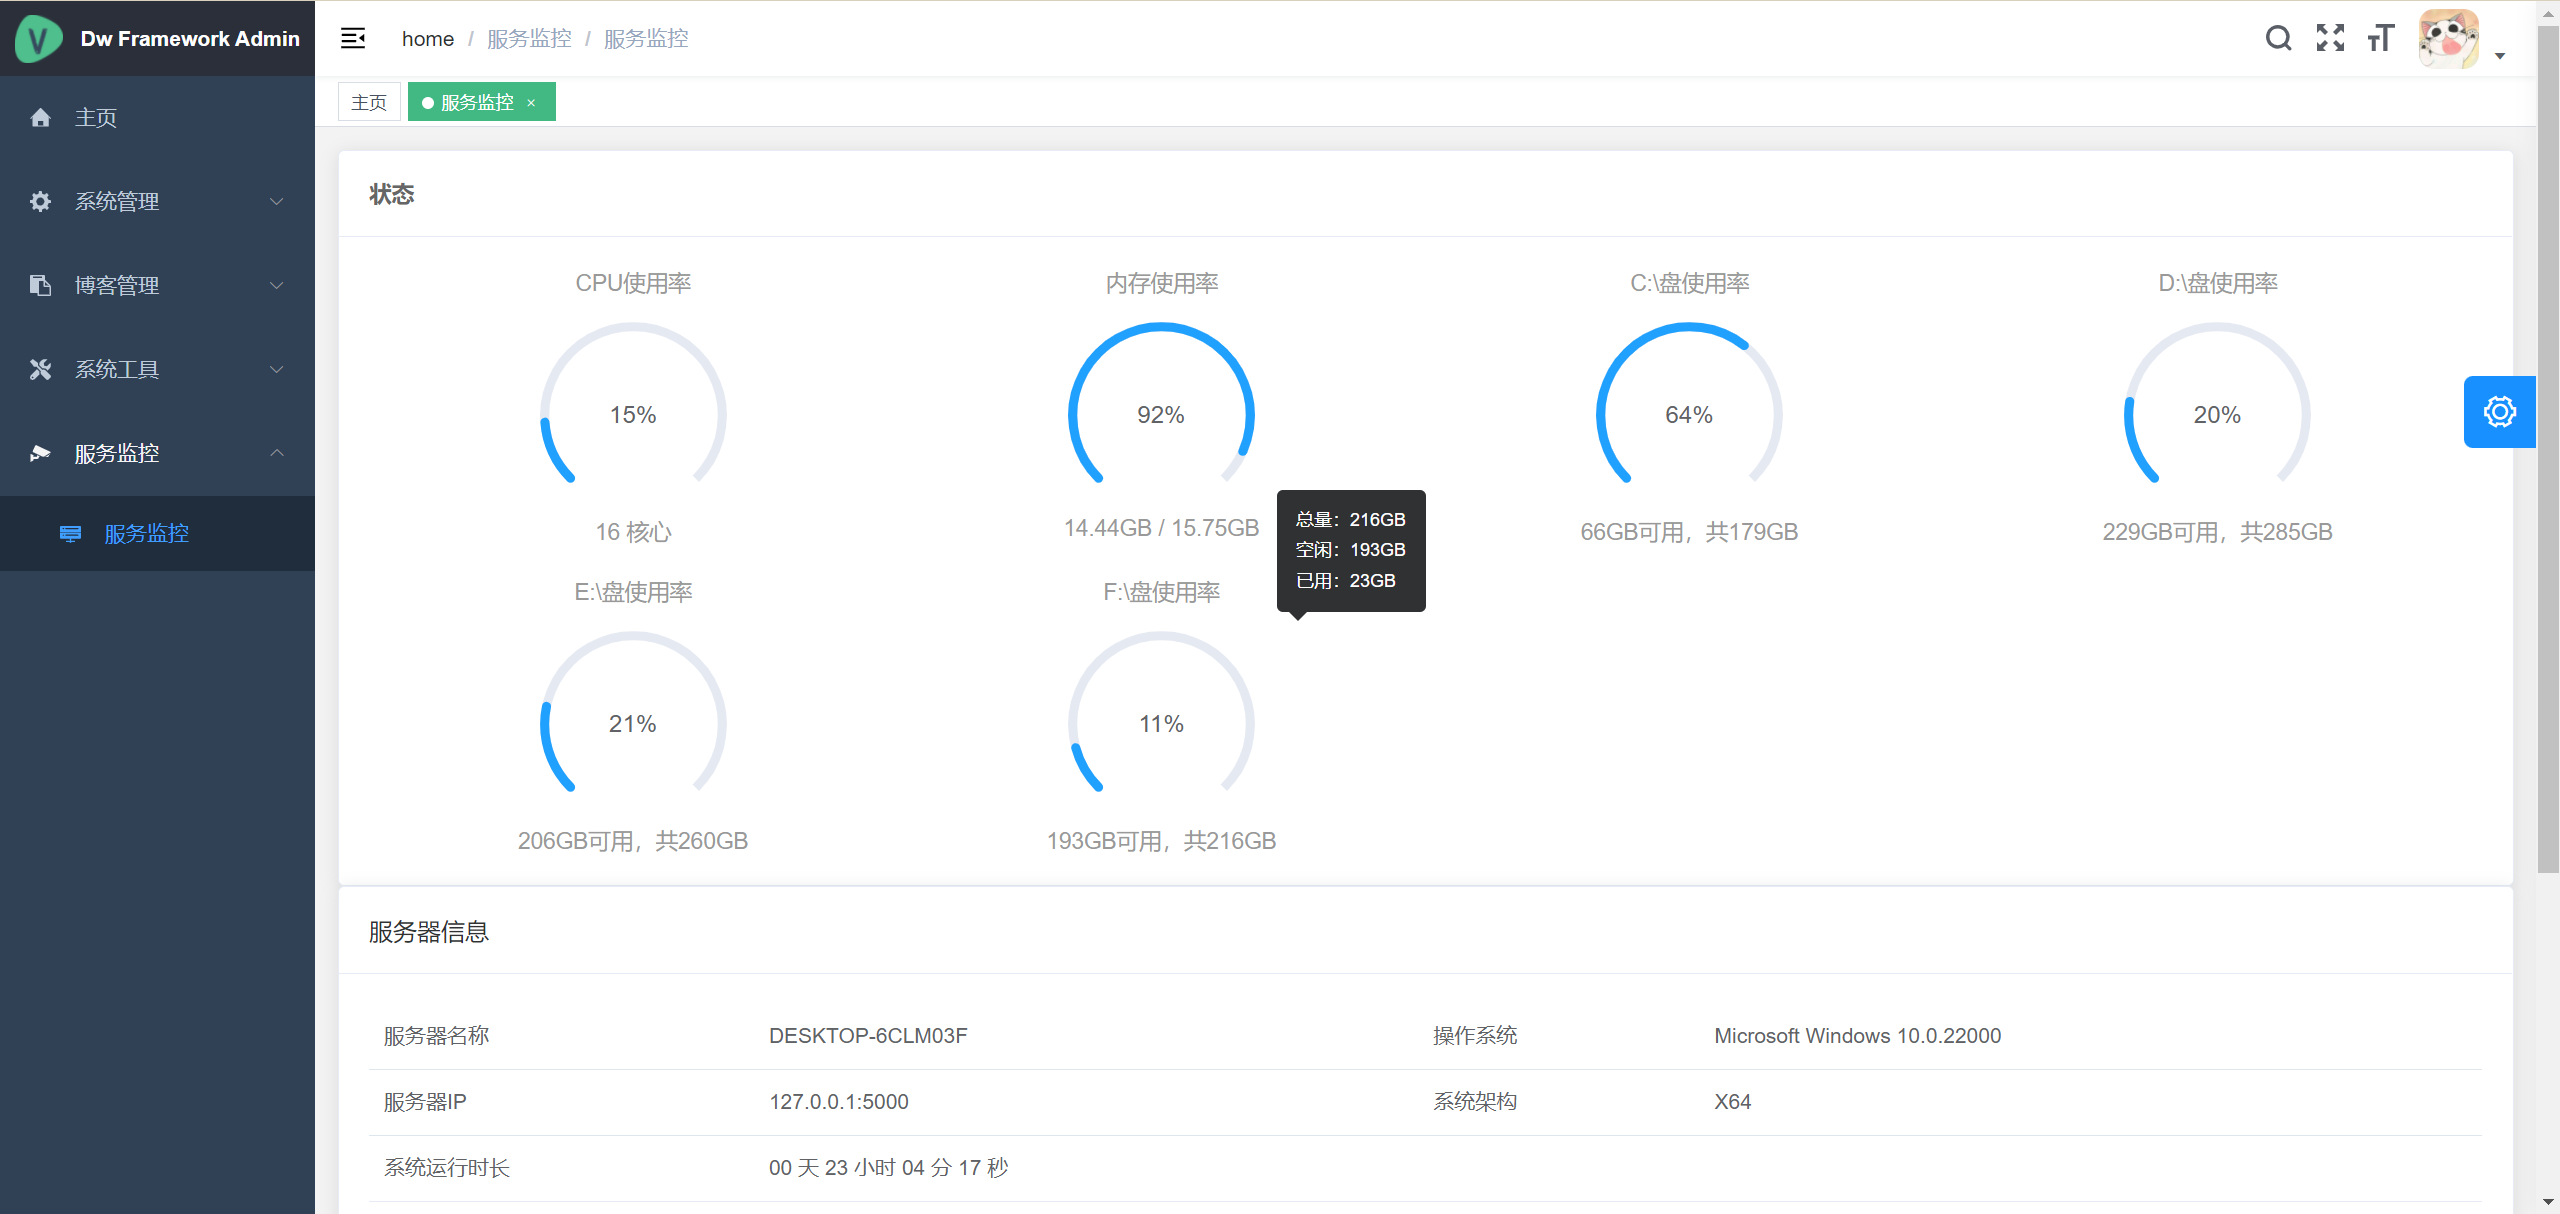 Dw Framework Admin
home / 服务监控 / 服务监控
主页
服务监控 ×
主页
系统管理
博客管理
系统工具
服务监控
服务监控
状态
CPU使用率
15%
16 核心
内存使用率
92%
14.44GB / 15.75GB
C:\盘使用率
64%
66GB可用，共179GB
D:\盘使用率
20%
229GB可用，共285GB
总量：216GB
空闲：193GB
已用：23GB
E:\盘使用率
21%
206GB可用，共260GB
F:\盘使用率
11%
193GB可用，共216GB
服务器信息
服务器名称 DESKTOP-6CLM03F 操作系统 Microsoft Windows 10.0.22000
服务器IP 127.0.0.1:5000 系统架构 X64
系统运行时长 00 天 23 小时 04 分 17 秒